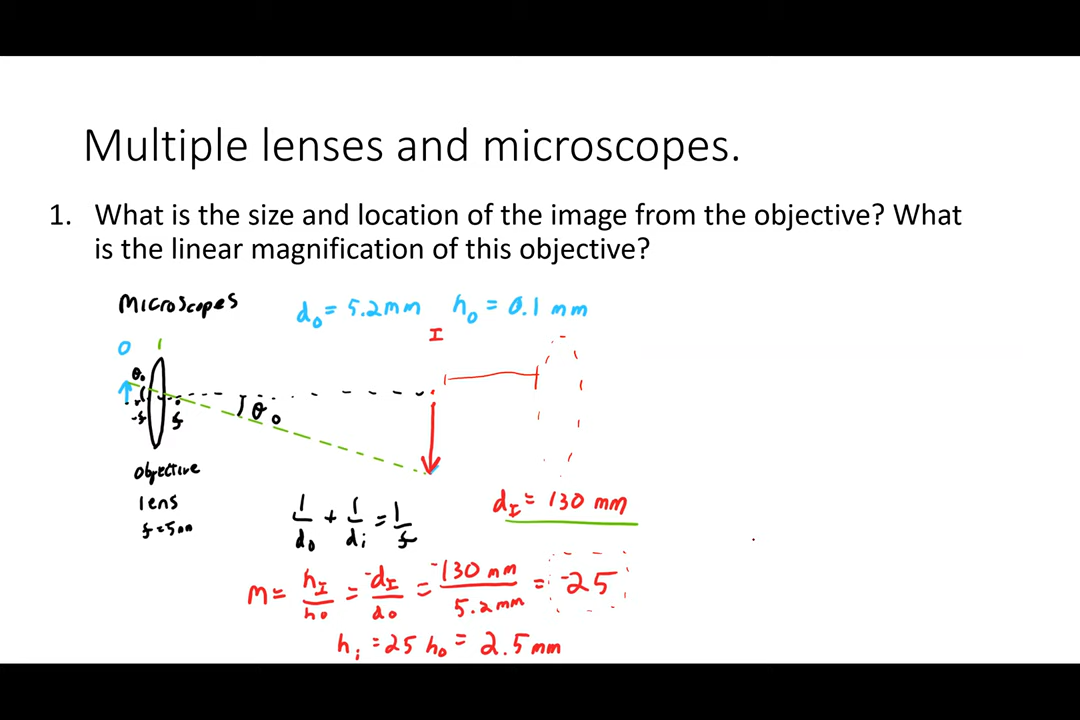 Multiple lenses and microscopes.
1. What is the size and location of the image from the objective? What
is the linear magnification of this objective?
Microscopes
d₀ = 5.2mm h₀ = 0.1 mm
I
O
θ₀
-f
f
θ₀
objective
lens
f=5mm
1/d₀ + 1/dᵢ = 1/f
d_I = 130 mm
m = h_I/h₀ = -d_I/d₀ = -130 mm/5.2mm = -25
hᵢ = 25 h₀ = 2.5 mm